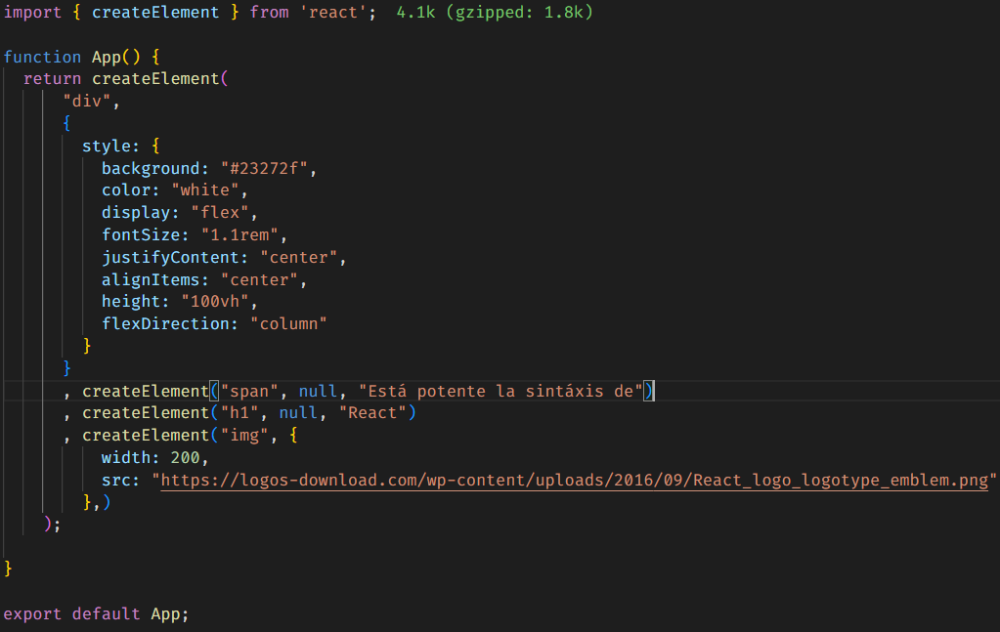 import { createElement } from 'react';  4.1k (gzipped: 1.8k)
function App() {
  return createElement(
      "div",
      {
        style: {
          background: "#23272f",
          color: "white",
          display: "flex",
          fontSize: "1.1rem",
          justifyContent: "center",
          alignItems: "center",
          height: "100vh",
          flexDirection: "column"
        }
      }
      , createElement("span", null, "Está potente la sintáxis de")
      , createElement("h1", null, "React")
      , createElement("img", {
          width: 200,
          src: "https://logos-download.com/wp-content/uploads/2016/09/React_logo_logotype_emblem.png"
        },)
    );
}
export default App;